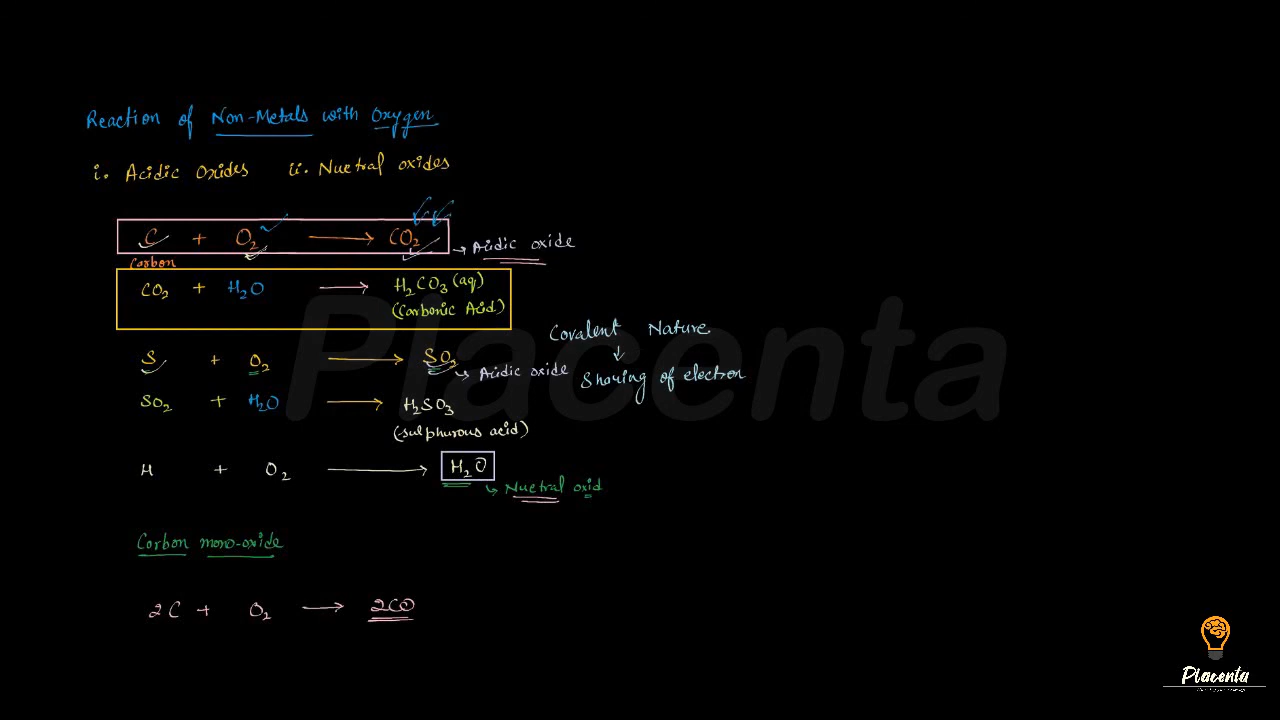 Reaction of Non-Metals with Oxygen
i. Acidic Oxides ii. Nuetral oxides
C + O2 → CO2 → Acidic oxide
Carbon
CO2 + H2O → H2CO3 (aq)
(Carbonic Acid)
Covalent Nature
↓
Sharing of electron
S + O2 → SO2 → Acidic oxide
SO2 + H2O → H2SO3
(sulphurous acid)
H + O2 → H2O
→ Nuetral oxid
Carbon mono-oxide
2C + O2 → 2CO
Placenta
Placenta